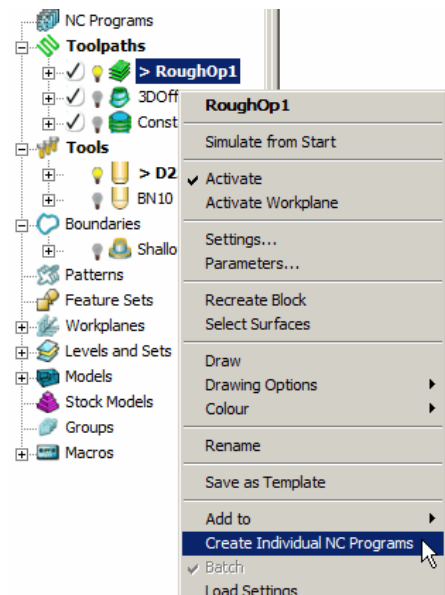 NC Programs
Toolpaths
> RoughOp1
3DOff
Const
Tools
> D2
BN10
Boundaries
Shallo
Patterns
Feature Sets
Workplanes
Levels and Sets
Models
Stock Models
Groups
Macros
RoughOp1
Simulate from Start
Activate
Activate Workplane
Settings...
Parameters...
Recreate Block
Select Surfaces
Draw
Drawing Options
Colour
Rename
Save as Template
Add to
Create Individual NC Programs
Batch
Load Settings